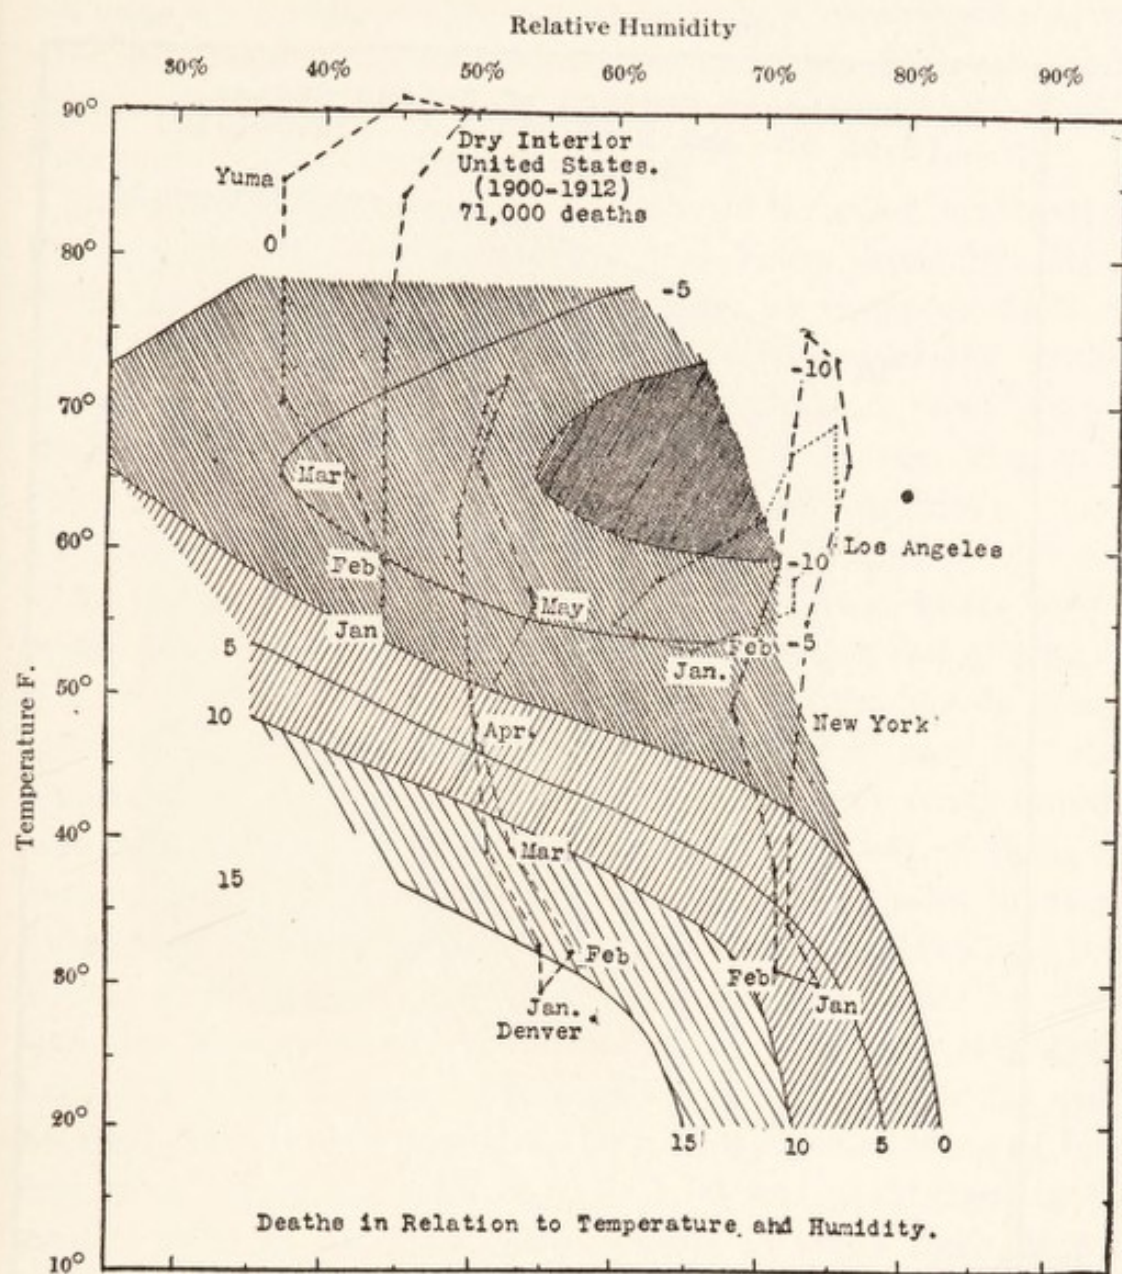 Relative Humidity
30% 40% 50% 60% 70% 80% 90%
90°
Dry Interior
United States.
(1900-1912)
71,000 deaths
Yuma
0
80°
-5
-10
70°
Mar
60°
Los Angeles
-10
Feb
May
Jan
5
Feb -5
Jan.
50°
10
New York
Apr.
Temperature F.
40°
Mar
15
30°
Feb
Feb
Jan
Jan.
Denver
20°
15 10 5 0
Deaths in Relation to Temperature and Humidity.
10°